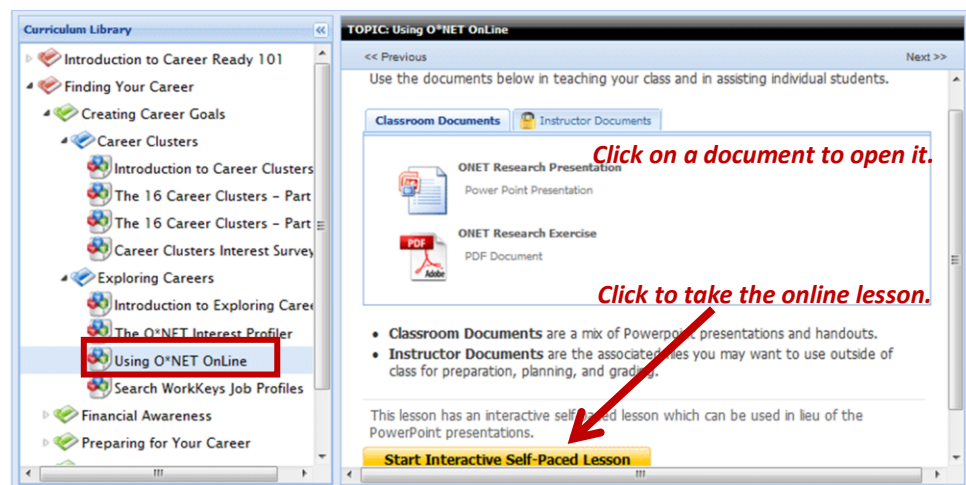 Curriculum Library
Introduction to Career Ready 101
Finding Your Career
Creating Career Goals
Career Clusters
Introduction to Career Clusters
The 16 Career Clusters – Part
The 16 Career Clusters – Part
Career Clusters Interest Survey
Exploring Careers
Introduction to Exploring Caree
The O*NET Interest Profiler
Using O*NET OnLine
Search WorkKeys Job Profiles
Financial Awareness
Preparing for Your Career
TOPIC: Using O*NET OnLine
<< Previous
Next >>
Use the documents below in teaching your class and in assisting individual students.
Classroom Documents
Instructor Documents
Click on a document to open it.
ONET Research Presentation
Power Point Presentation
PDF
Adobe
ONET Research Exercise
PDF Document
Click to take the online lesson.
• Classroom Documents are a mix of Powerpoint presentations and handouts.
• Instructor Documents are the associated files you may want to use outside of
class for preparation, planning, and grading.
This lesson has an interactive self-paced lesson which can be used in lieu of the
PowerPoint presentations.
Start Interactive Self-Paced Lesson